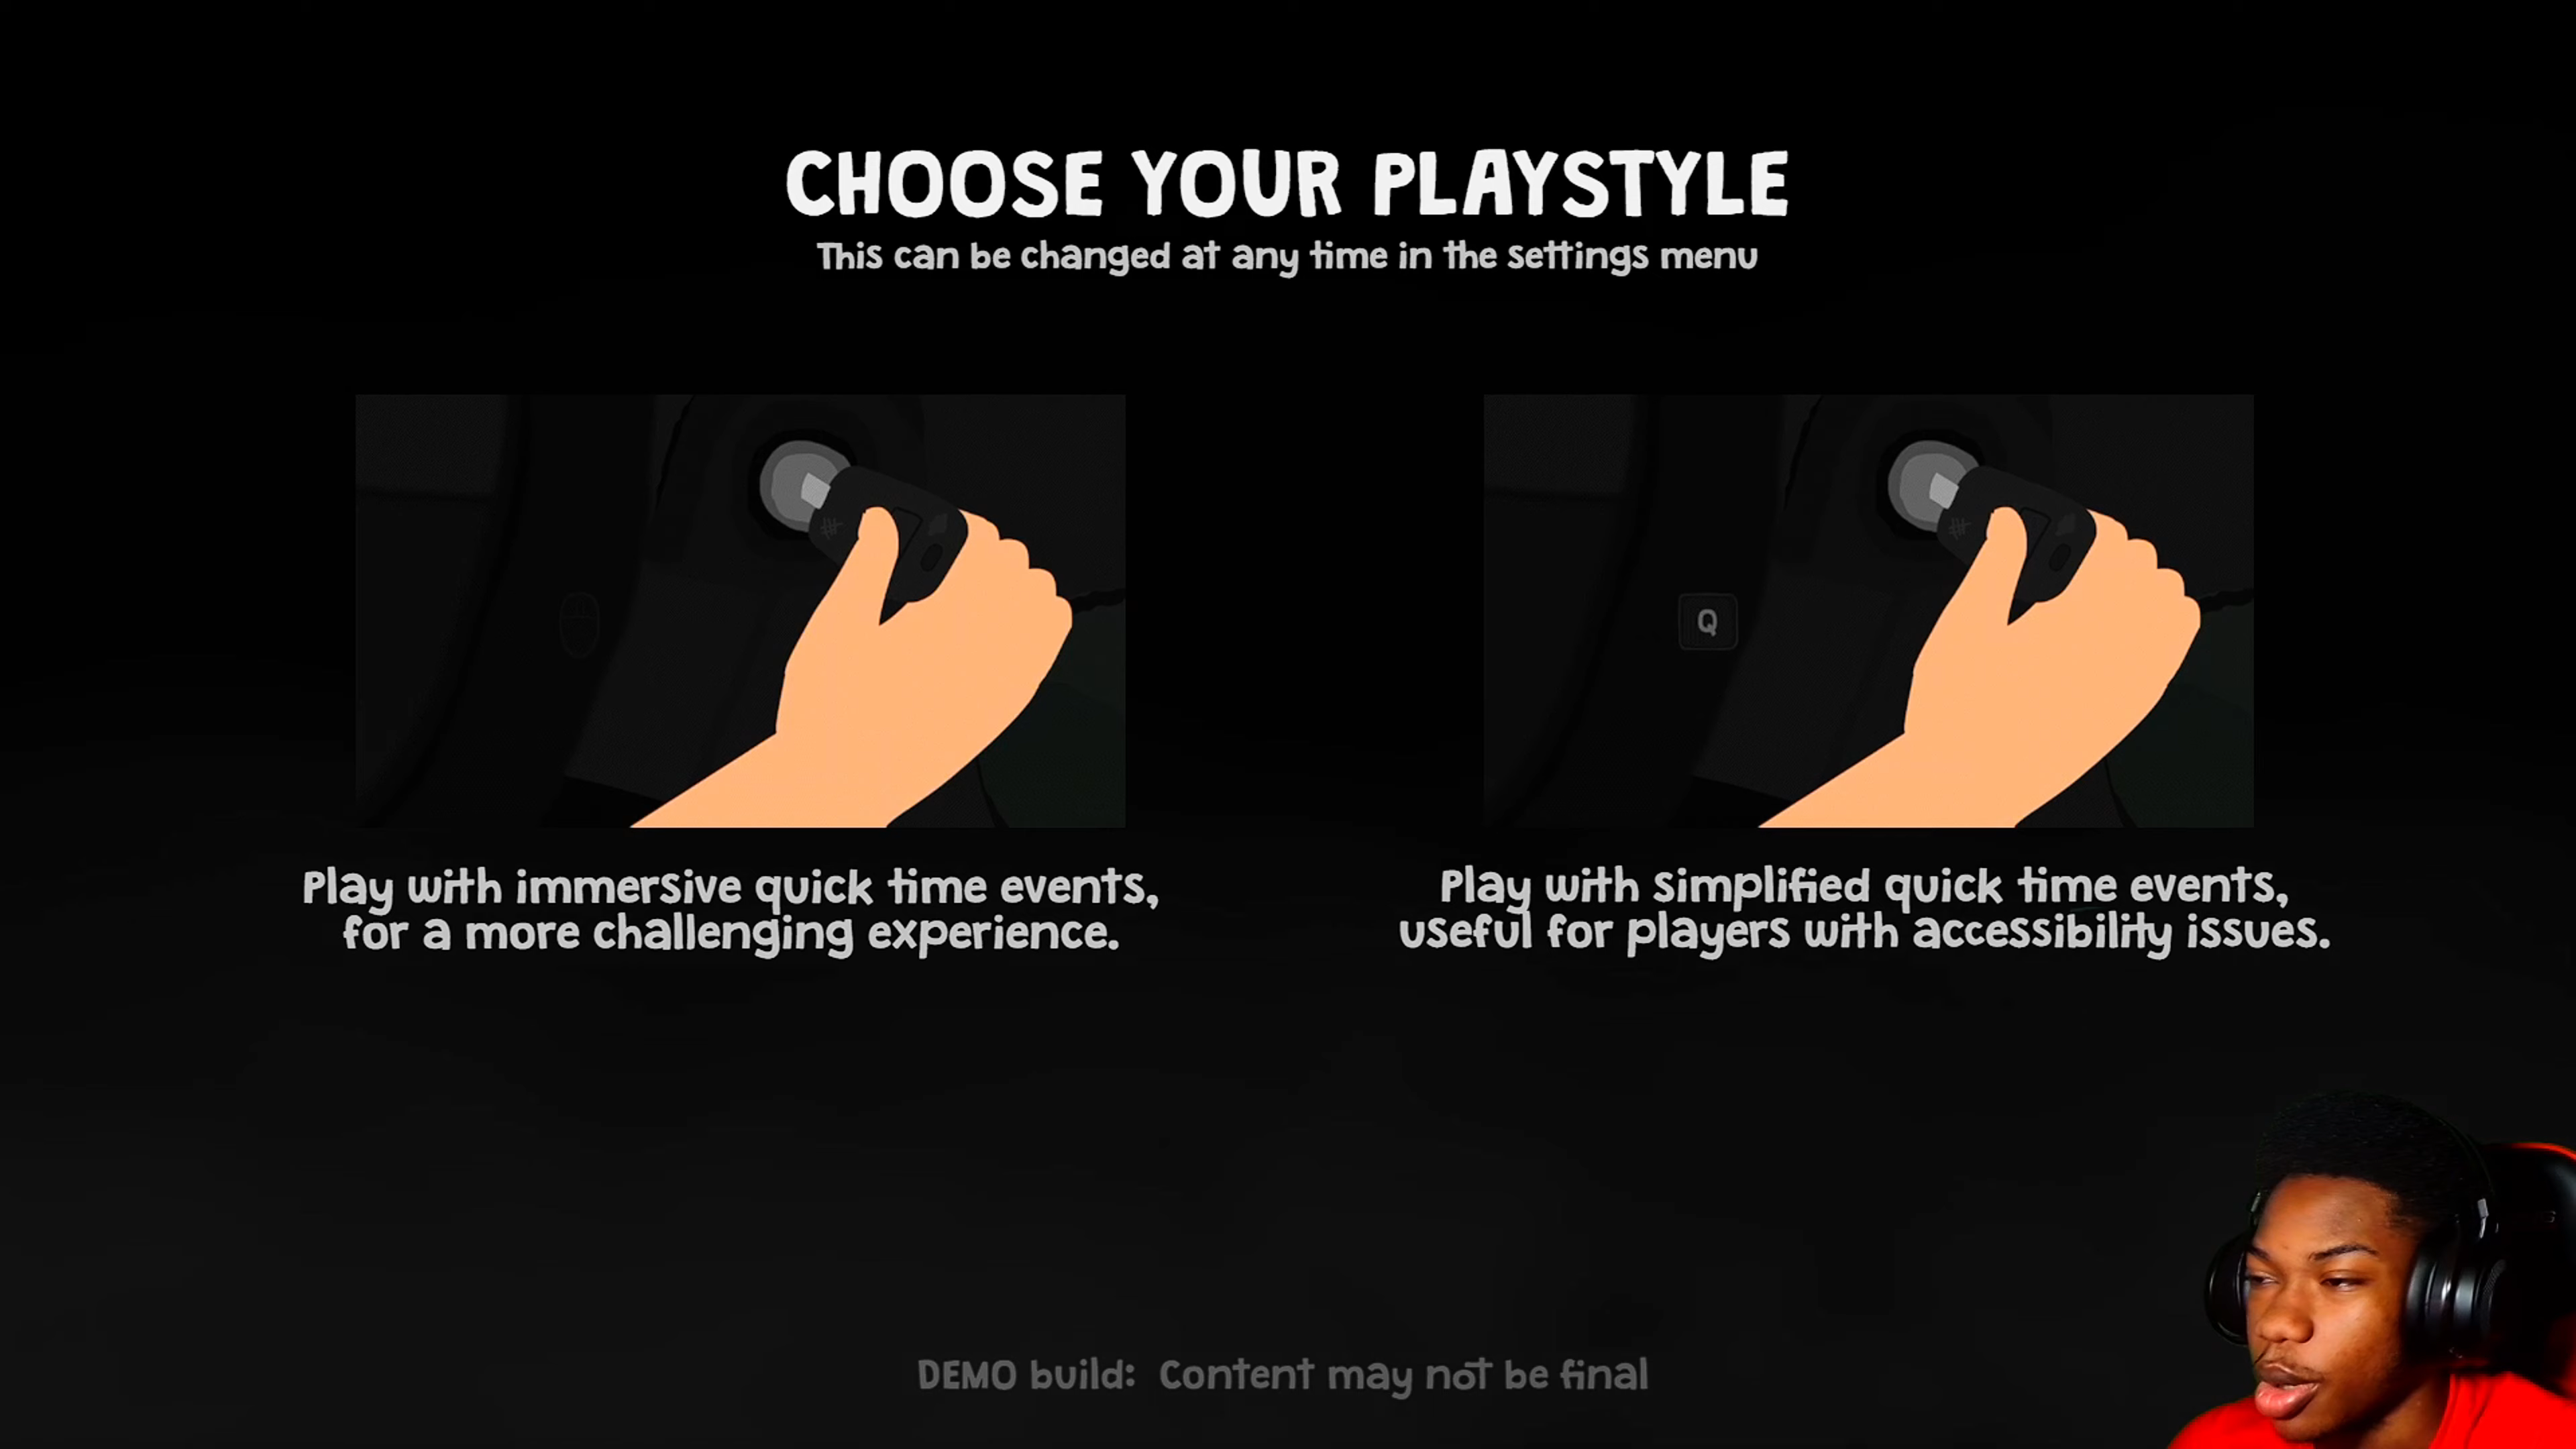 CHOOSE YOUR PLAYSTYLE
This can be changed at any time in the settings menu
Q
Play with immersive quick time events,
for a more challenging experience.
Play with simplified quick time events,
useful for players with accessibility issues.
DEMO build: Content may not be final